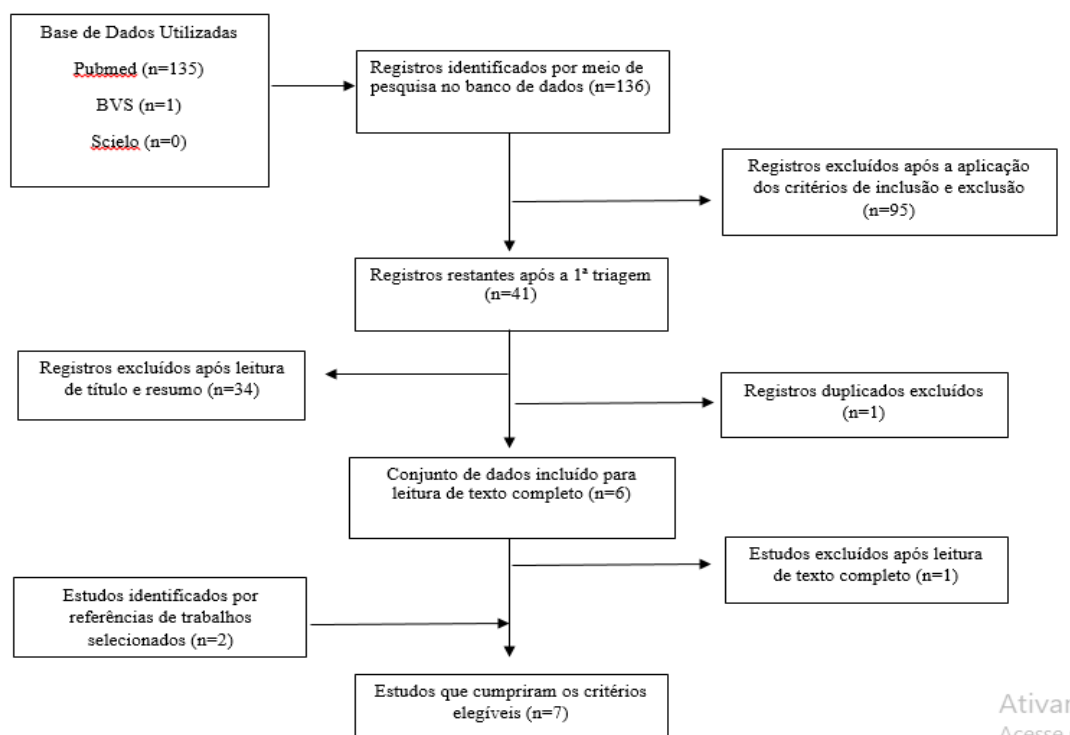 Base de Dados Utilizadas
Pubmed (n=135)
BVS (n=1)
Scielo (n=0)
Registros identificados por meio de
pesquisa no banco de dados (n=136)
Registros excluídos após a aplicação
dos critérios de inclusão e exclusão
(n=95)
Registros restantes após a 1ª triagem
(n=41)
Registros excluídos após leitura
de título e resumo (n=34)
Registros duplicados excluídos
(n=1)
Conjunto de dados incluído para
leitura de texto completo (n=6)
Estudos excluídos após leitura
de texto completo (n=1)
Estudos identificados por
referências de trabalhos
selecionados (n=2)
Estudos que cumpriram os critérios
elegíveis (n=7)
Ativar
Acesse